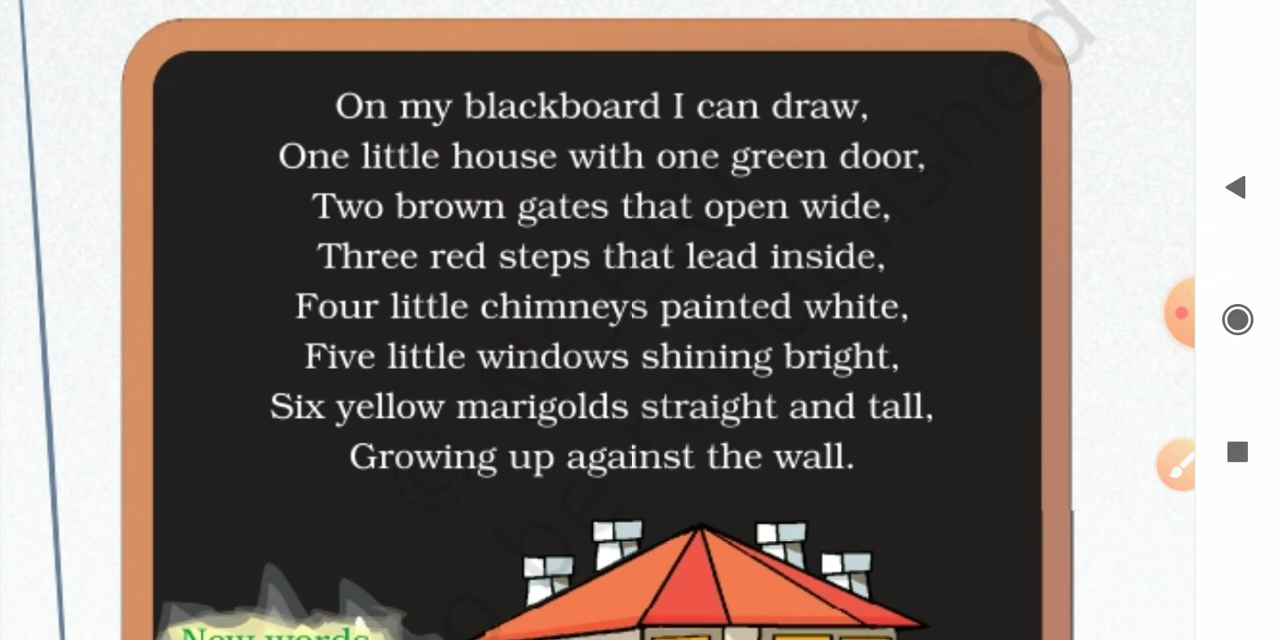 On my blackboard I can draw,
One little house with one green door,
Two brown gates that open wide,
Three red steps that lead inside,
Four little chimneys painted white,
Five little windows shining bright,
Six yellow marigolds straight and tall,
Growing up against the wall.
New words